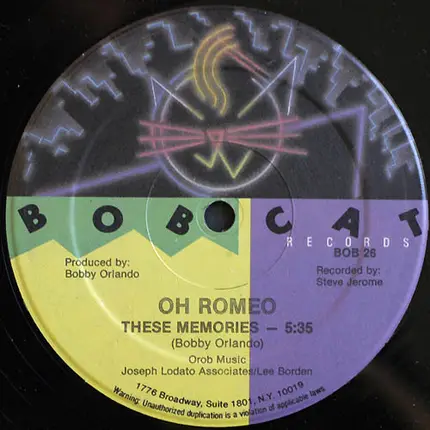 BOBCAT
RECORDS
BOB 26
Produced by:
Bobby Orlando
Recorded by:
Steve Jerome
OH ROMEO
THESE MEMORIES — 5:35
(Bobby Orlando)
Orob Music
Joseph Lodato Associates/Lee Borden
1776 Broadway, Suite 1801, N.Y. 10019
Warning: Unauthorized duplication is a violation of applicable laws.